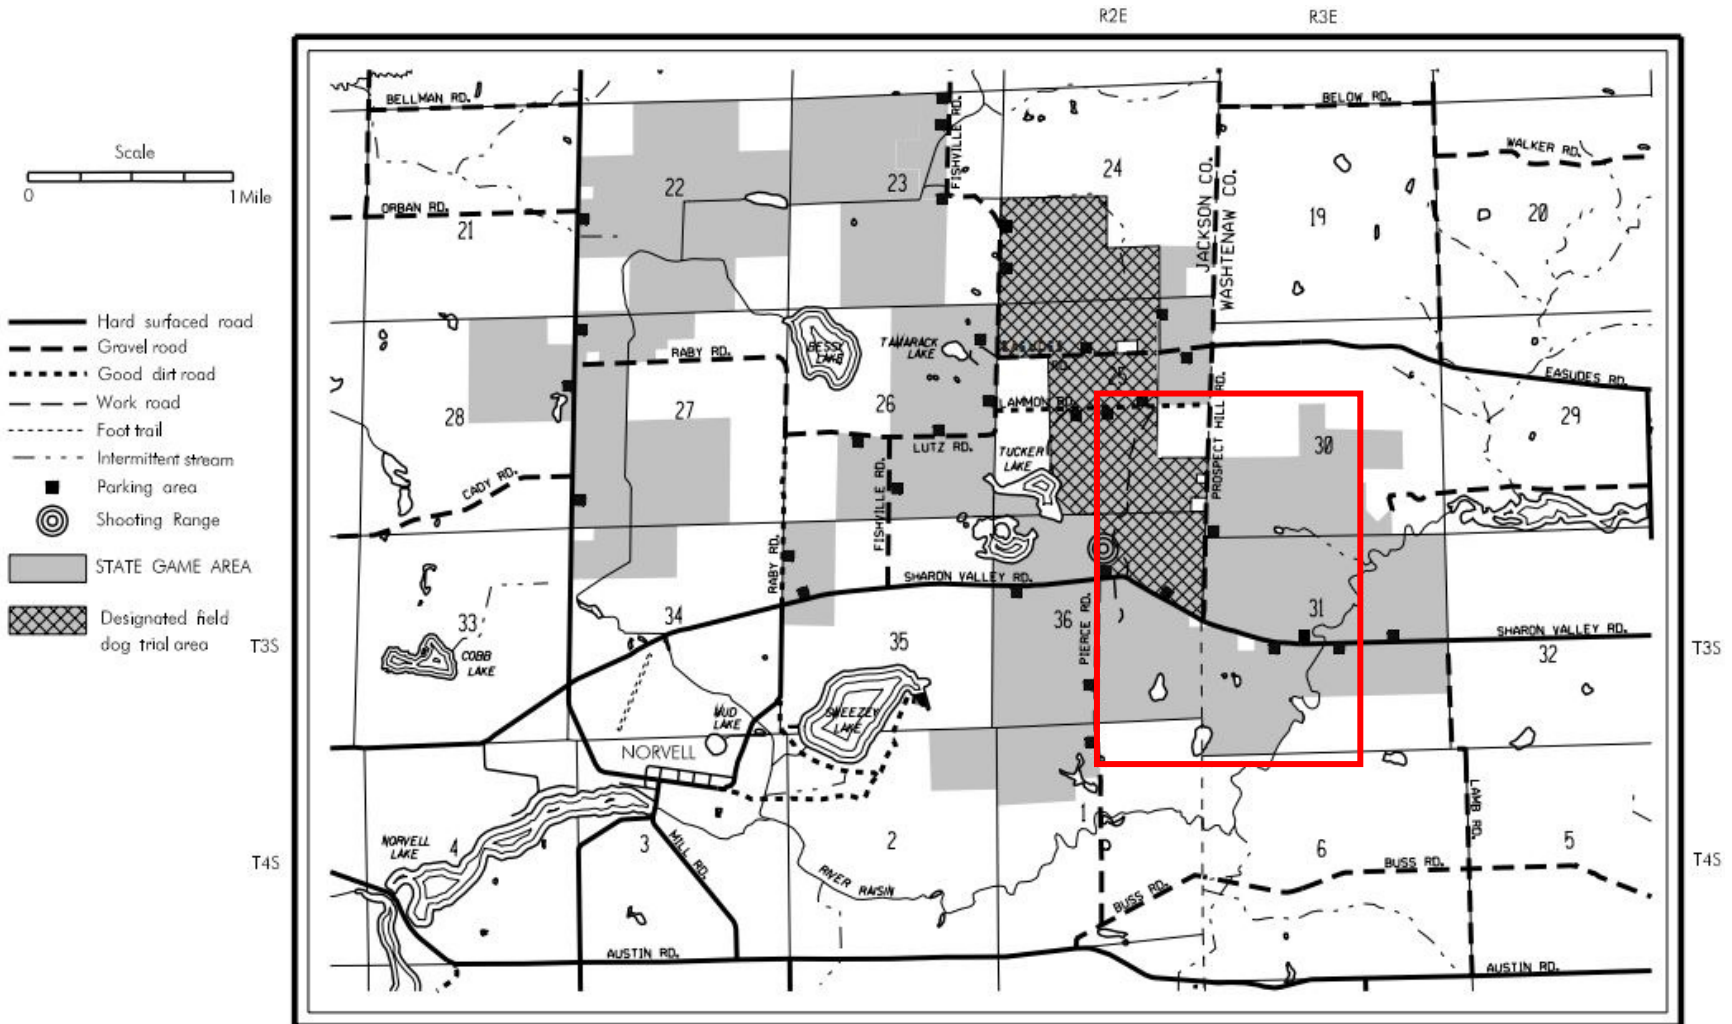 R2E
R3E
BELLMAN RD.
BELOW RD.
FISHVILLE RD.
WALKER RD.
Scale
0
1 Mile
24
JACKSON CO.
WASHTENAW CO.
22
23
ORBAN RD.
21
19
20
Hard surfaced road
Gravel road
Good dirt road
Work road
Foot trail
Intermittent stream
Parking area
Shooting Range
STATE GAME AREA
Designated field
dog trial area
RABY RD.
BESSY
LAKE
TAMARACK
LAKE
EASUDES
RD.
25
EASUDES RD.
28
27
26
LAMMON RD.
PROSPECT HILL RD.
29
30
LUTZ RD.
TUCKER
LAKE
CADY RD.
FISHVILLE RD.
RABY RD.
SHARON VALLEY RD.
33
34
35
36
PIERCE RD.
31
SHARON VALLEY RD.
32
T3S
T3S
COBB
LAKE
MUD
LAKE
SWEEZEY
LAKE
NORVELL
NORVELL
LAKE
4
3
MILL RD.
2
1
6
5
LAMB RD.
BUSS RD.
T4S
T4S
RIVER RAISIN
BUSS RD.
AUSTIN RD.
AUSTIN RD.